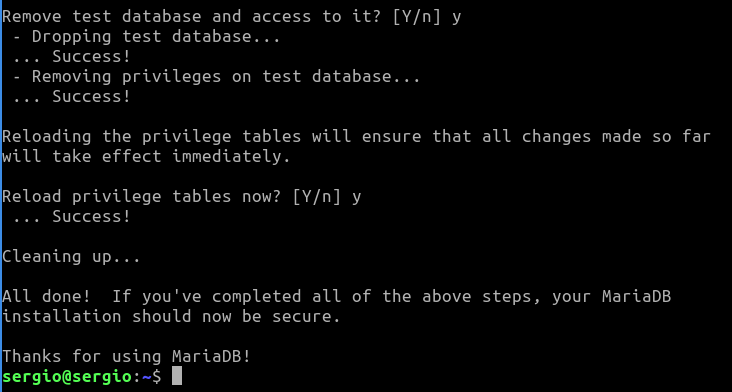 Remove test database and access to it? [Y/n] y
 - Dropping test database...
 ... Success!
 - Removing privileges on test database...
 ... Success!

Reloading the privilege tables will ensure that all changes made so far
will take effect immediately.

Reload privilege tables now? [Y/n] y
 ... Success!

Cleaning up...

All done!  If you've completed all of the above steps, your MariaDB
installation should now be secure.

Thanks for using MariaDB!
sergio@sergio:~$